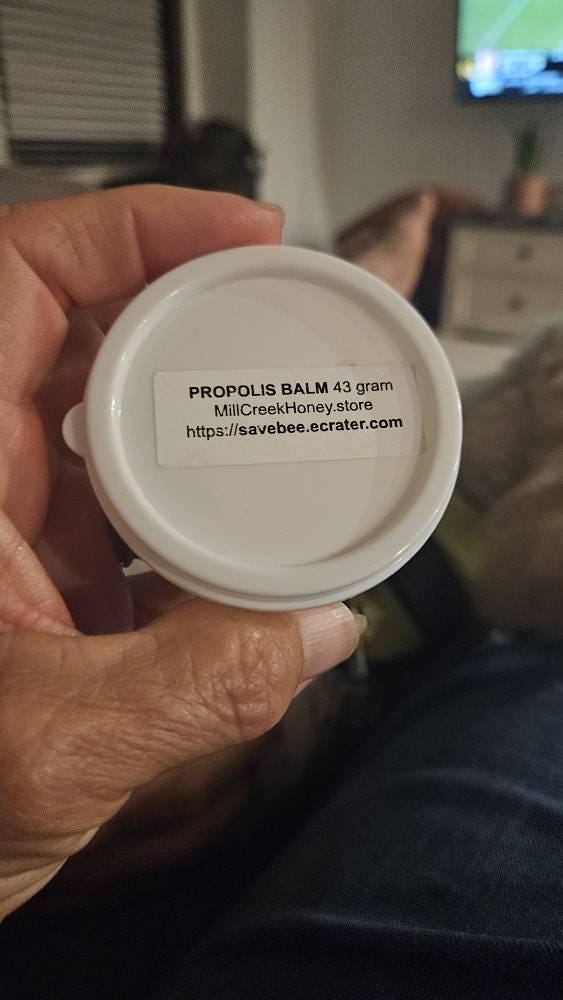 PROPOLIS BALM 43 gram
MillCreekHoney.store
https://savebee.ecrater.com